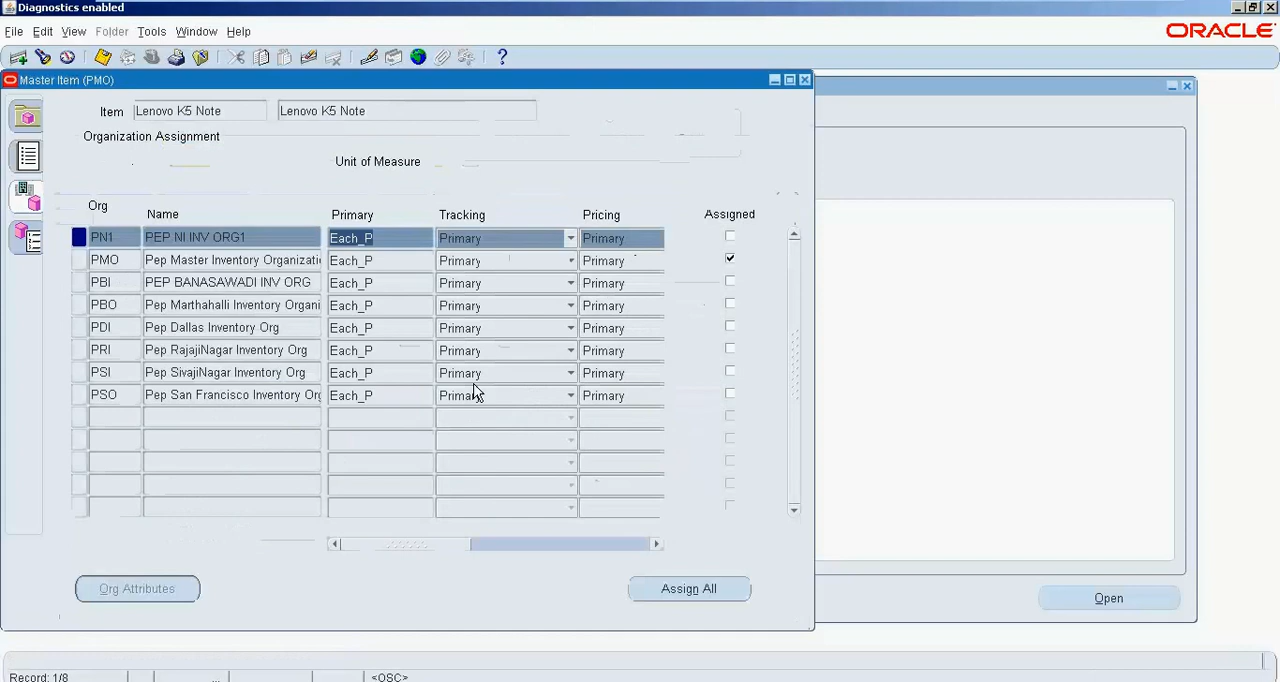 Diagnostics enabled
File Edit View Folder Tools Window Help
ORACLE
Master Item (PMO)
Item Lenovo K5 Note Lenovo K5 Note
Organization Assignment
Unit of Measure
Org Name Primary Tracking Pricing Assigned
PN1 PEP NI INV ORG1 Each_P Primary Primary
PMO Pep Master Inventory Organizati Each_P Primary Primary
PBI PEP BANASAWADI INV ORG Each_P Primary Primary
PBO Pep Marthahalli Inventory Organi Each_P Primary Primary
PDI Pep Dallas Inventory Org Each_P Primary Primary
PRI Pep RajajiNagar Inventory Org Each_P Primary Primary
PSI Pep SivajiNagar Inventory Org Each_P Primary Primary
PSO Pep San Francisco Inventory Org Each_P Primary Primary
Org Attributes Assign All
Open
Record: 1/8 ... <OSC>